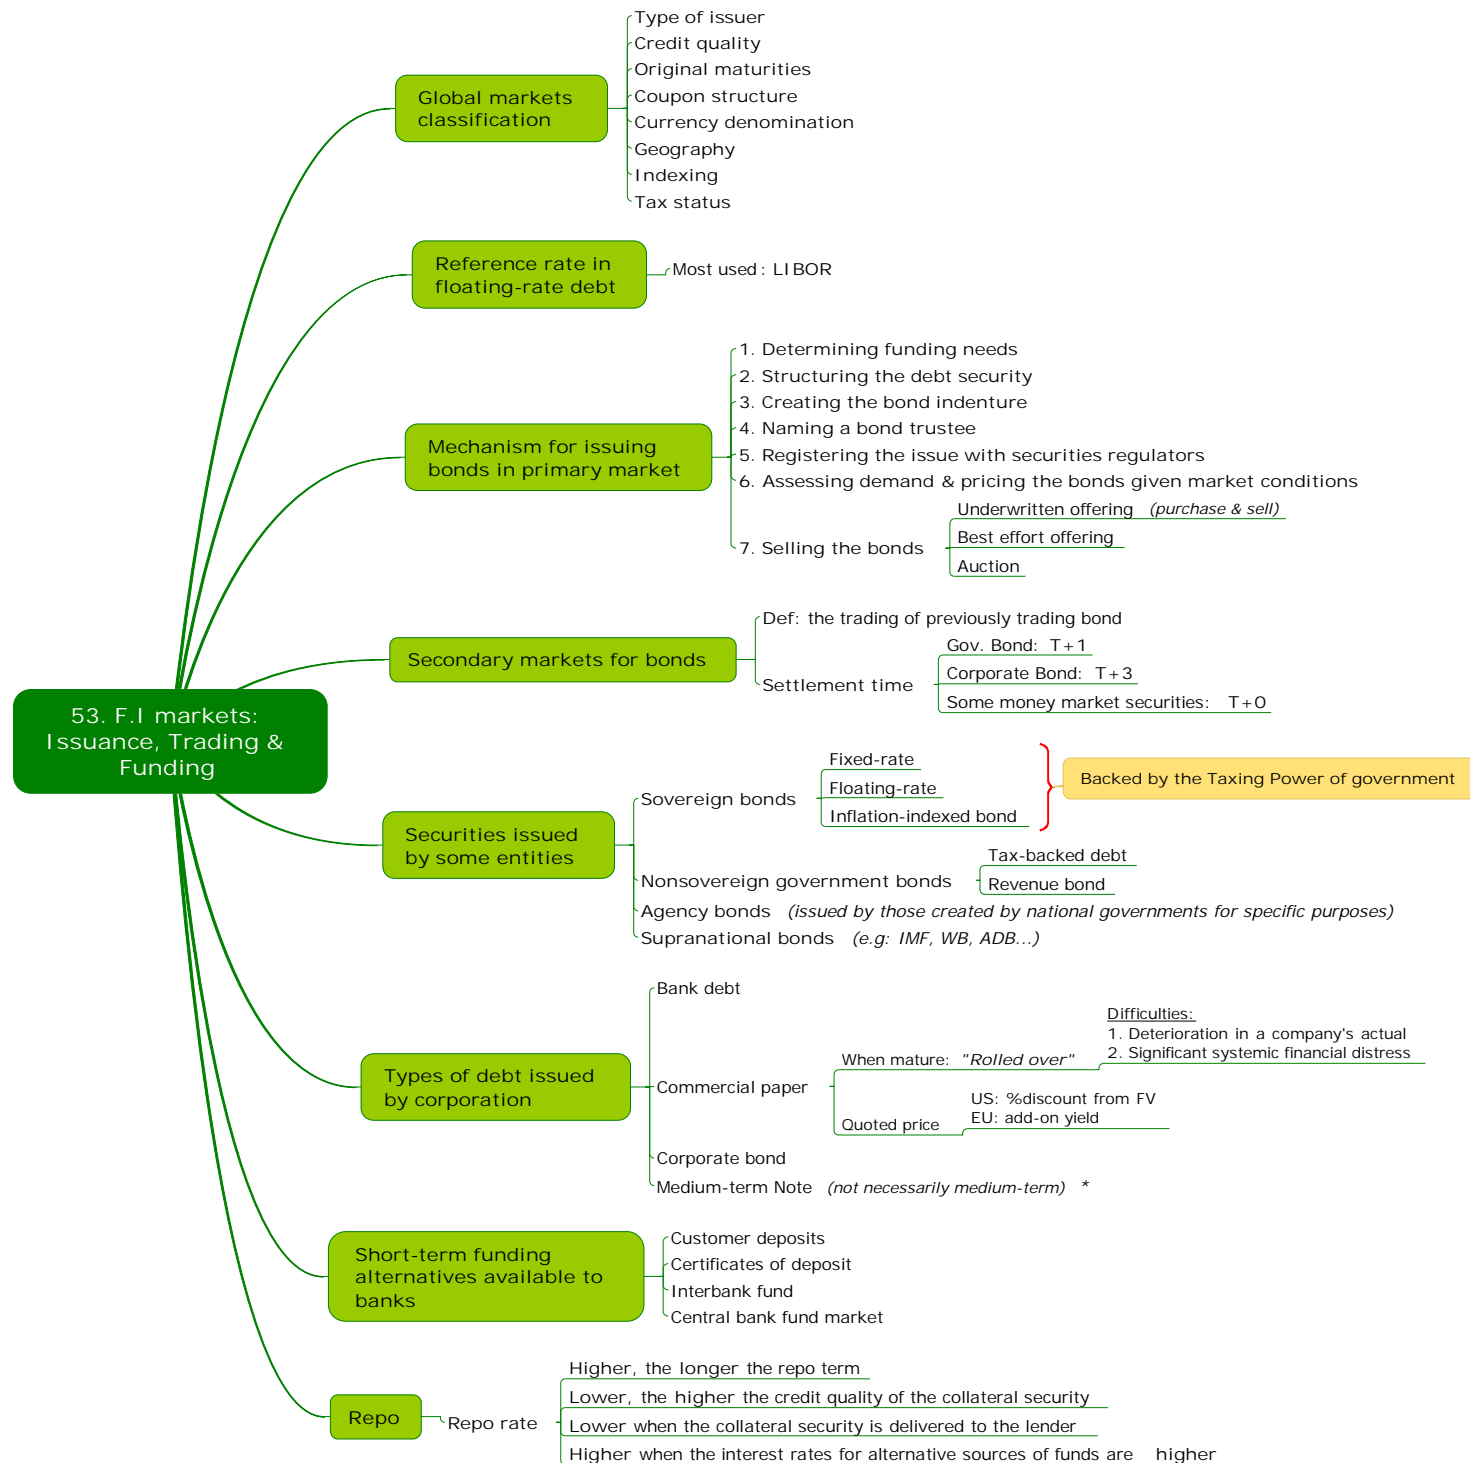 53. F.I markets:
Issuance, Trading &
Funding
Global markets
classification
Type of issuer
Credit quality
Original maturities
Coupon structure
Currency denomination
Geography
Indexing
Tax status
Reference rate in
floating-rate debt
Most used: LIBOR
Mechanism for issuing
bonds in primary market
1. Determining funding needs
2. Structuring the debt security
3. Creating the bond indenture
4. Naming a bond trustee
5. Registering the issue with securities regulators
6. Assessing demand & pricing the bonds given market conditions
7. Selling the bonds
Underwritten offering (purchase & sell)
Best effort offering
Auction
Secondary markets for bonds
Def: the trading of previously trading bond
Settlement time
Gov. Bond: T+1
Corporate Bond: T+3
Some money market securities: T+0
Securities issued
by some entities
Sovereign bonds
Fixed-rate
Floating-rate
Inflation-indexed bond
Backed by the Taxing Power of government
Nonsovereign government bonds
Tax-backed debt
Revenue bond
Agency bonds (issued by those created by national governments for specific purposes)
Supranational bonds (e.g: IMF, WB, ADB...)
Types of debt issued
by corporation
Bank debt
Commercial paper
When mature: "Rolled over"
Difficulties:
1. Deterioration in a company's actual
2. Significant systemic financial distress
Quoted price
US: %discount from FV
EU: add-on yield
Corporate bond
Medium-term Note (not necessarily medium-term) *
Short-term funding
alternatives available to
banks
Customer deposits
Certificates of deposit
Interbank fund
Central bank fund market
Repo
Repo rate
Higher, the longer the repo term
Lower, the higher the credit quality of the collateral security
Lower when the collateral security is delivered to the lender
Higher when the interest rates for alternative sources of funds are higher